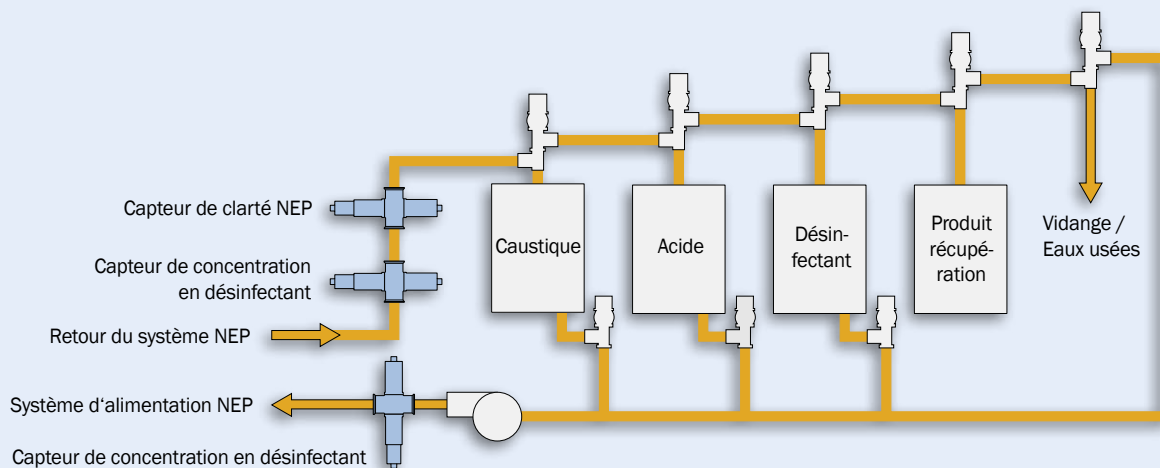 Capteur de clarté NEP
Capteur de concentration
en désinfectant
Retour du système NEP
Système d‘alimentation NEP
Capteur de concentration en désinfectant
Caustique
Acide
Désin-
fectant
Produit
récupé-
ration
Vidange /
Eaux usées